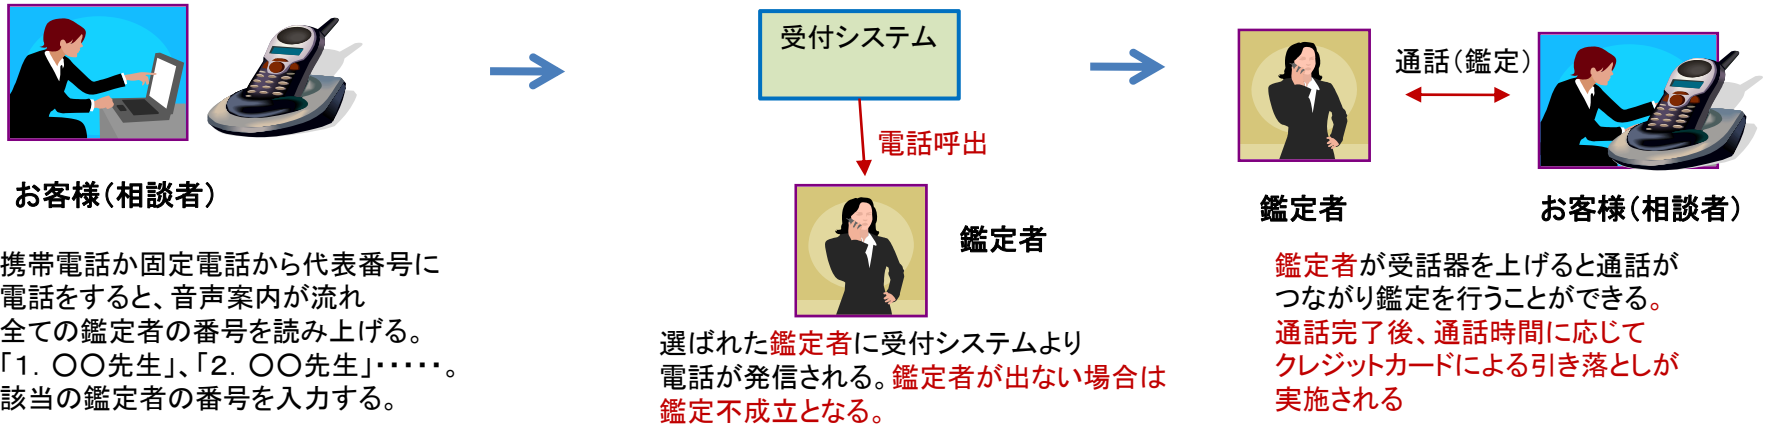 お客様(相談者)
携帯電話か固定電話から代表番号に
電話をすると、音声案内が流れ
全ての鑑定者の番号を読み上げる。
「1．〇〇先生」、「2．〇〇先生」・・・・・。
該当の鑑定者の番号を入力する。
受付システム
電話呼出
鑑定者
選ばれた鑑定者に受付システムより
電話が発信される。鑑定者が出ない場合は
鑑定不成立となる。
通話(鑑定)
鑑定者
お客様(相談者)
鑑定者が受話器を上げると通話が
つながり鑑定を行うことができる。
通話完了後、通話時間に応じて
クレジットカードによる引き落としが
実施される